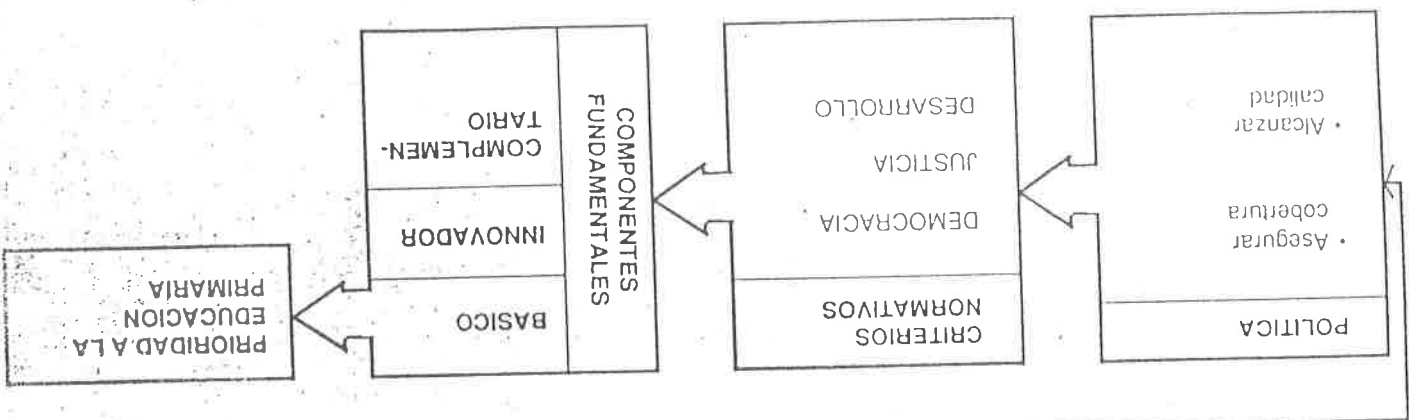 POLITICA
• Asegurar
cobertura
• Alcanzar
calidad
CRITERIOS
NORMATIVOS
DEMOCRACIA
JUSTICIA
DESARROLLO
COMPONENTES
FUNDAMENTALES
BASICO
INNOVADOR
COMPLEMEN-
TARIO
PRIORIDAD A LA
EDUCACION
PRIMARIA